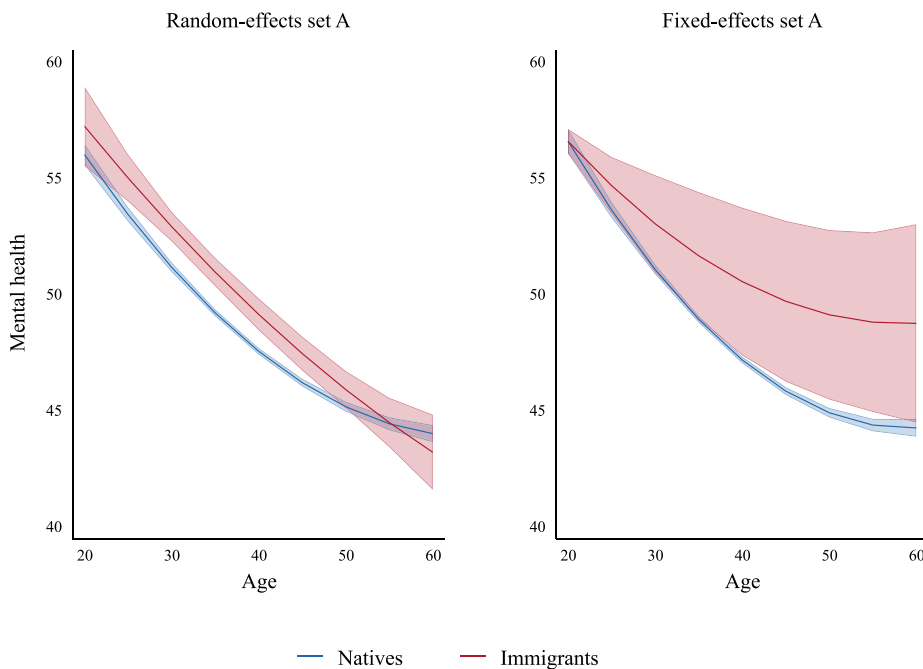 Random-effects set A
Fixed-effects set A
Mental health
60
55
50
45
40
20 30 40 50 60
Age
60
55
50
45
40
20 30 40 50 60
Age
Natives Immigrants